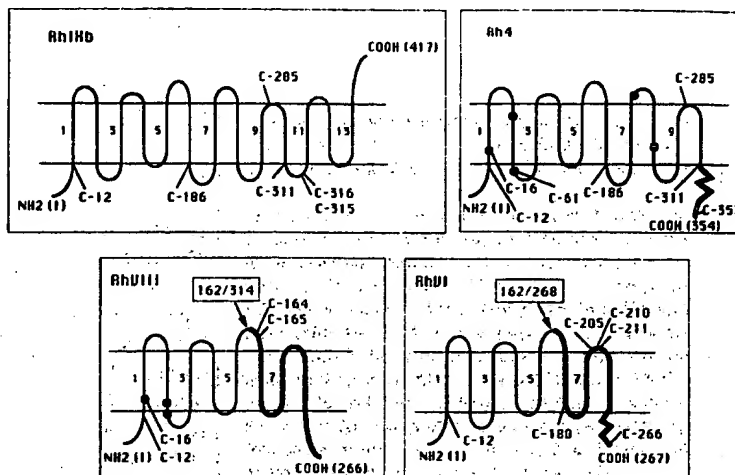 RhIXb
COOH (417)
C-285
1 3 5 7 9 11 13
C-12
C-186
C-311
C-316
C-315
NH2 (1)
Rh4
C-285
1 3 5 7 9
C-16
C-61
C-186
C-311
C-12
NH2 (1)
COOH (354)
RhVIII
162/314
C-164
C-165
1 3 5 7
C-16
C-12
NH2 (1)
COOH (266)
RhVI
162/268
C-210
C-205
C-211
1 3 5 7
C-12
C-180
C-266
NH2 (1)
COOH (267)